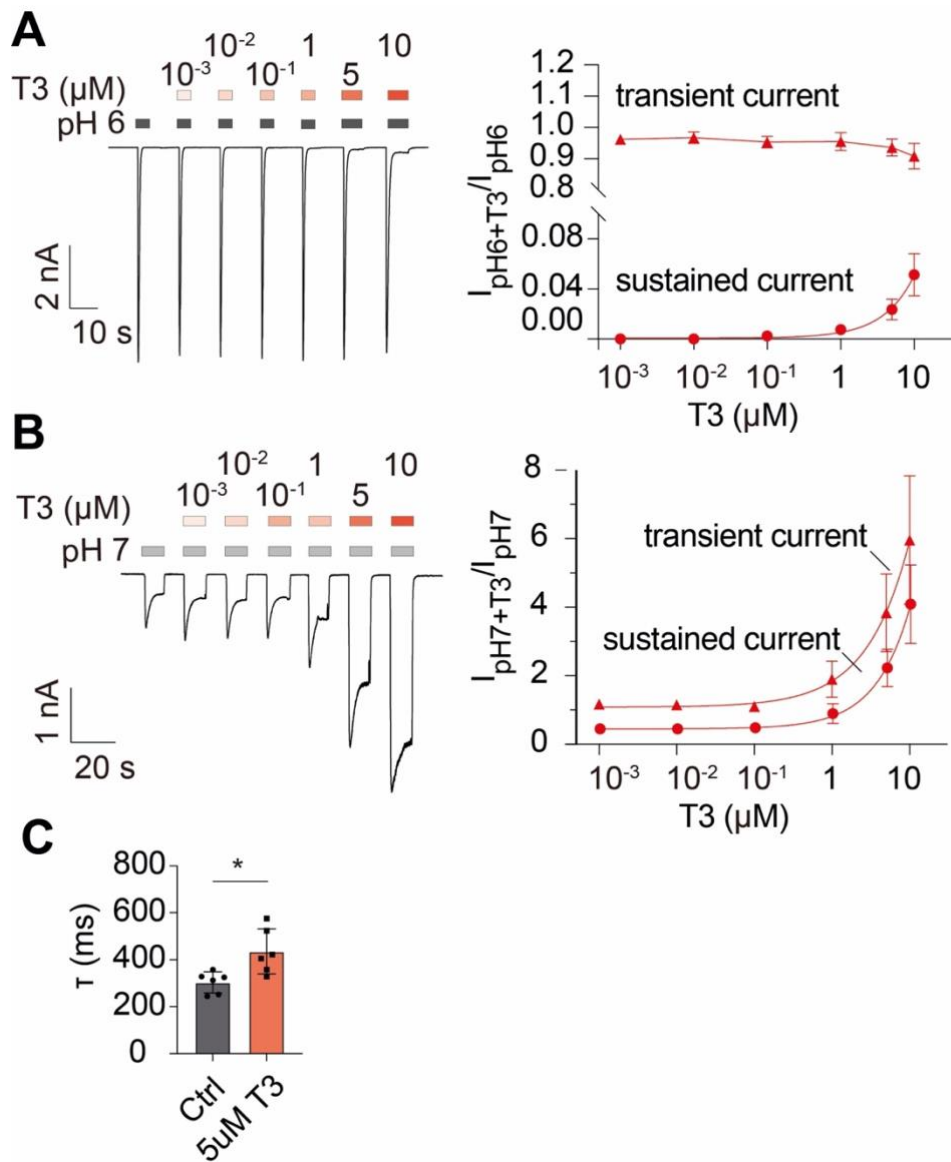 A
10-2 1 10
T3 (µM) 10-3 10-1 5
pH 6
2 nA
10 s
IpH6+T3/IpH6
1.2
1.1
1.0
0.9
0.8
0.08
0.04
0.00
transient current
sustained current
10-3 10-2 10-1 1 10
T3 (µM)
B
10-2 1 10
T3 (µM) 10-3 10-1 5
pH 7
1 nA
20 s
IpH7+T3/IpH7
8
6
4
2
0
transient current
sustained current
10-3 10-2 10-1 1 10
T3 (µM)
C
τ (ms)
800
600
400
200
0
*
Ctrl
5uM T3